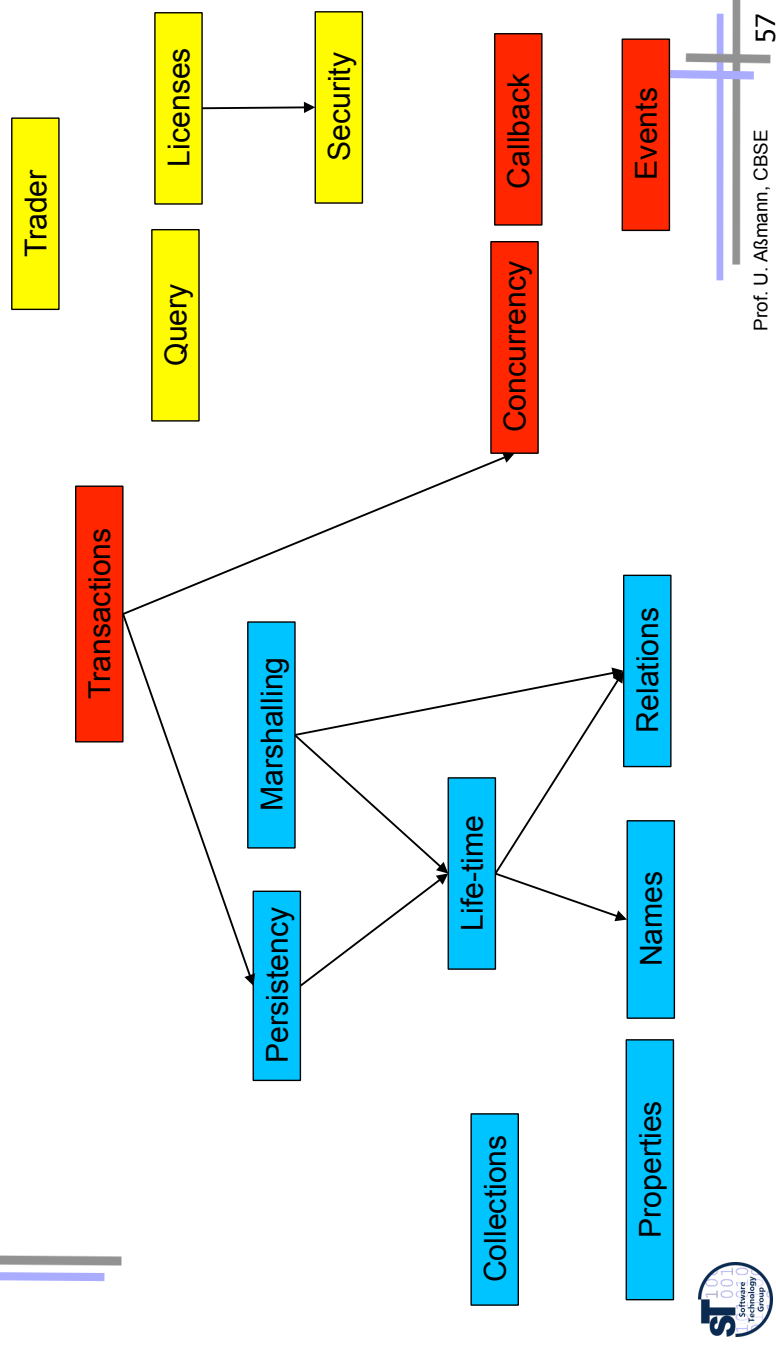 Trader
Transactions
Query
Licenses
Persistency
Marshalling
Security
Life-time
Collections
Concurrency
Callback
Properties
Names
Relations
Events
ST
Software
Technology
Group
Prof. U. Aßmann, CBSE
57